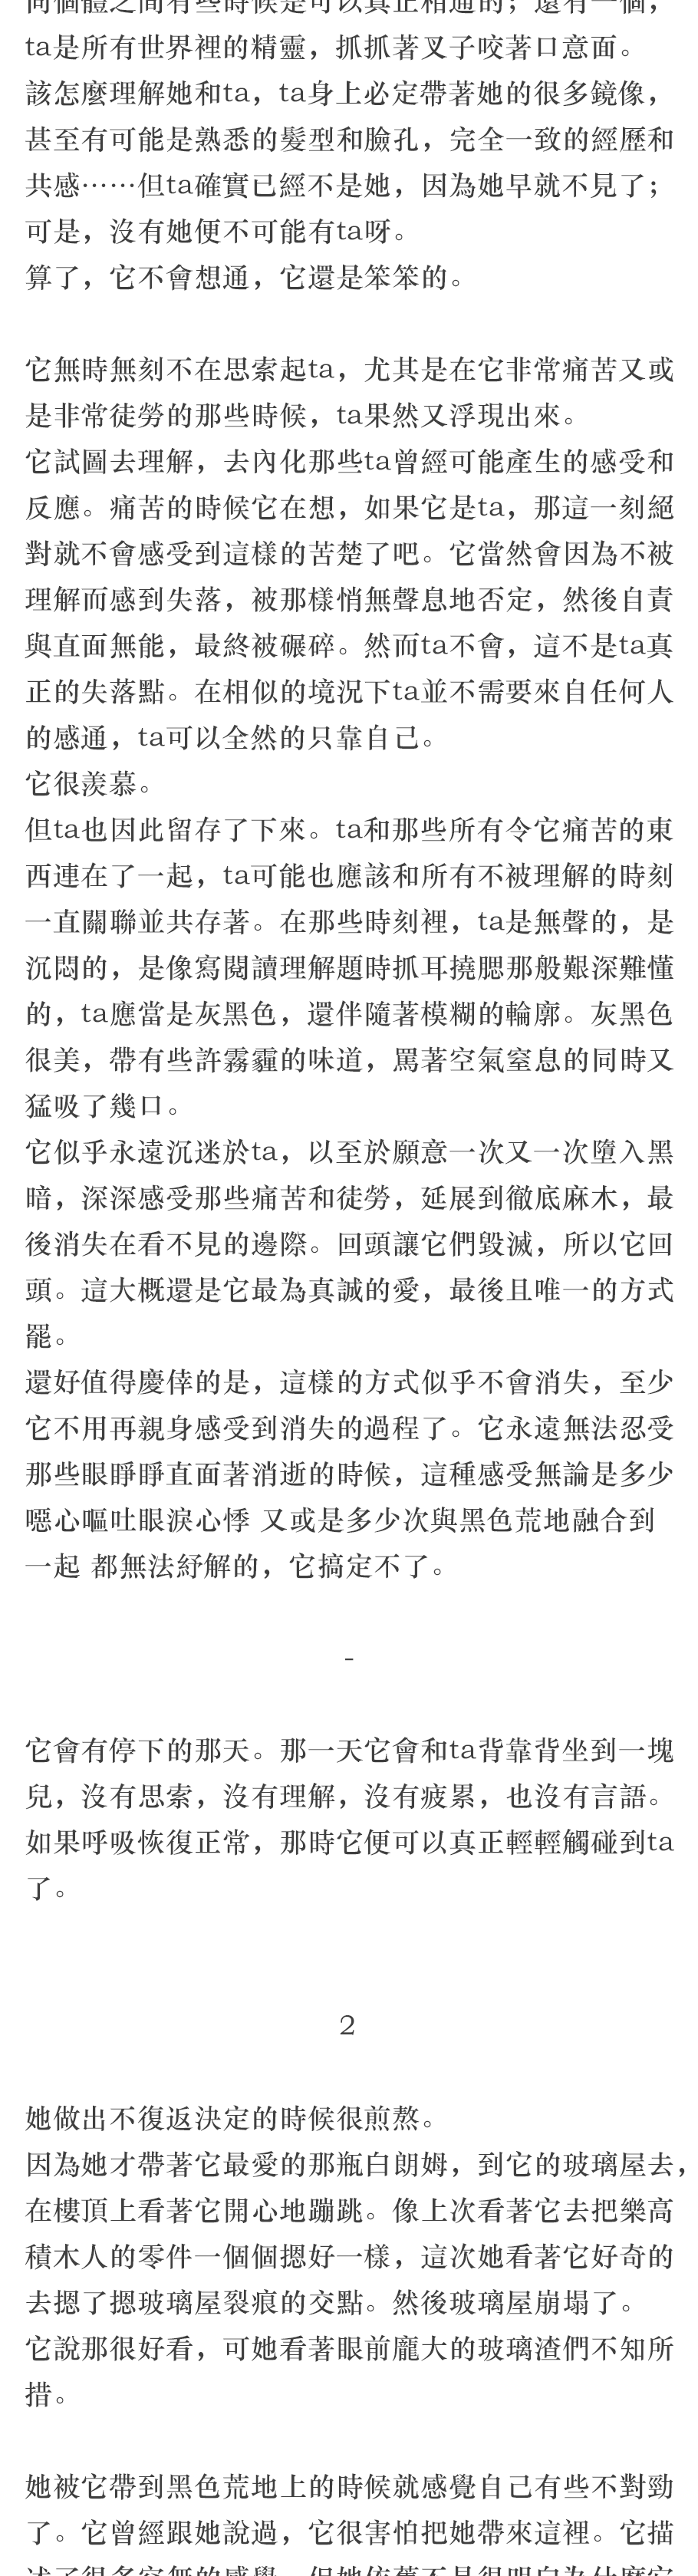 同個體之間有些時候是可以真正相通的；還有一個，
ta是所有世界裡的精靈，抓抓著叉子咬著口意面。
該怎麼理解她和ta，ta身上必定帶著她的很多鏡像，
甚至有可能是熟悉的髮型和臉孔，完全一致的經歷和
共感⋯⋯但ta確實已經不是她，因為她早就不見了；
可是，沒有她便不可能有ta呀。
算了，它不會想通，它還是笨笨的。

它無時無刻不在思索起ta，尤其是在它非常痛苦又或
是非常徒勞的那些時候，ta果然又浮現出來。
它試圖去理解，去內化那些ta曾經可能產生的感受和
反應。痛苦的時候它在想，如果它是ta，那這一刻絕
對就不會感受到這樣的苦楚了吧。它當然會因為不被
理解而感到失落，被那樣悄無聲息地否定，然後自責
與直面無能，最終被碾碎。然而ta不會，這不是ta真
正的失落點。在相似的境況下ta並不需要來自任何人
的感通，ta可以全然的只靠自己。
它很羨慕。
但ta也因此留存了下來。ta和那些所有令它痛苦的東
西連在了一起，ta可能也應該和所有不被理解的時刻
一直關聯並共存著。在那些時刻裡，ta是無聲的，是
沉悶的，是像寫閱讀理解題時抓耳撓腮那般艱深難懂
的，ta應當是灰黑色，還伴隨著模糊的輪廓。灰黑色
很美，帶有些許霧霾的味道，罵著空氣窒息的同時又
猛吸了幾口。
它似乎永遠沉迷於ta，以至於願意一次又一次墮入黑
暗，深深感受那些痛苦和徒勞，延展到徹底麻木，最
後消失在看不見的邊際。回頭讓它們毀滅，所以它回
頭。這大概還是它最為真誠的愛，最後且唯一的方式
罷。
還好值得慶倖的是，這樣的方式似乎不會消失，至少
它不用再親身感受到消失的過程了。它永遠無法忍受
那些眼睜睜直面著消逝的時候，這種感受無論是多少
噁心嘔吐眼淚心悸 又或是多少次與黑色荒地融合到
一起 都無法紓解的，它搞定不了。

-

它會有停下的那天。那一天它會和ta背靠背坐到一塊
兒，沒有思索，沒有理解，沒有疲累，也沒有言語。
如果呼吸恢復正常，那時它便可以真正輕輕觸碰到ta
了。

2

她做出不復返決定的時候很煎熬。
因為她才帶著它最愛的那瓶白朗姆，到它的玻璃屋去，
在樓頂上看著它開心地蹦跳。像上次看著它去把樂高
積木人的零件一個個摁好一樣，這次她看著它好奇的
去摁了摁玻璃屋裂痕的交點。然後玻璃屋崩塌了。
它說那很好看，可她看著眼前龐大的玻璃渣們不知所
措。

她被它帶到黑色荒地上的時候就感覺自己有些不對勁
了。它曾經跟她說過，它很害怕把她帶來這裡。它描